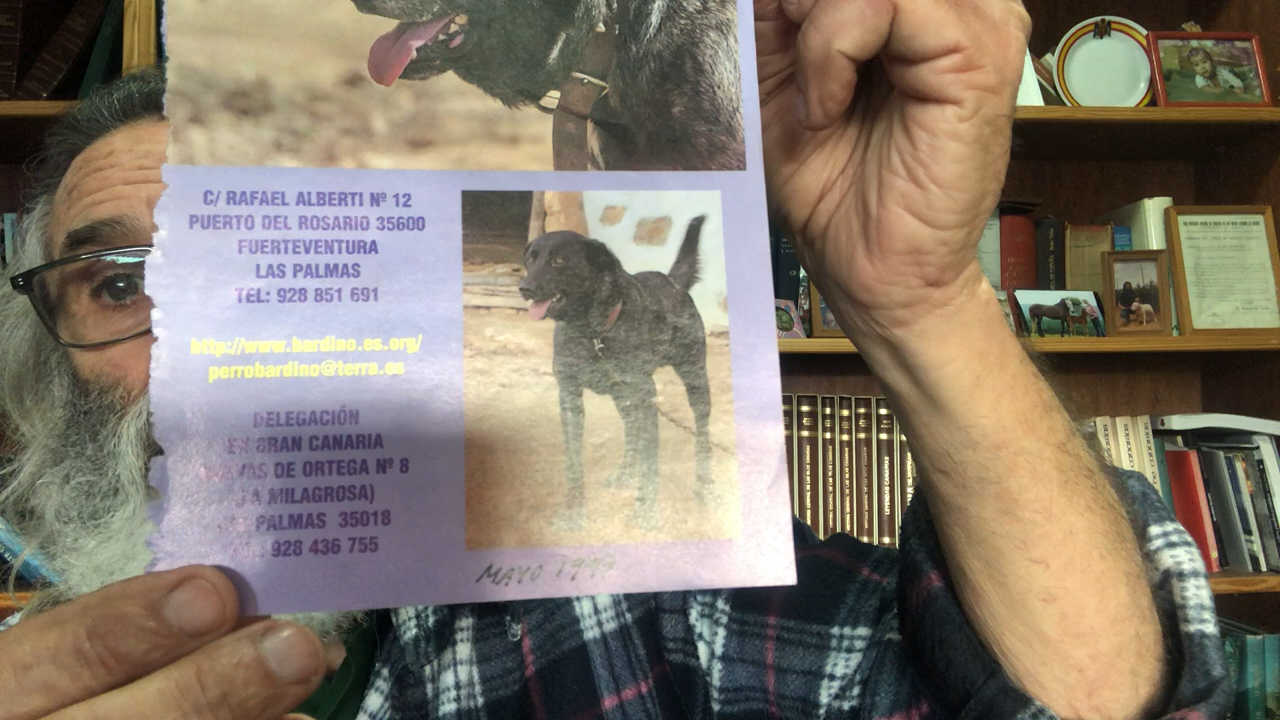 C/ RAFAEL ALBERTI Nº 12
PUERTO DEL ROSARIO 35600
FUERTEVENTURA
LAS PALMAS
TEL: 928 851 691
http://www.bardino.es.org/
perrobardino@terra.es
DELEGACIÓN
EN GRAN CANARIA
DE ORTEGA Nº 8
MILAGROSA)
PALMAS 35018
928 436 755
MAYO 1999
LEYENDAS CANARIAS